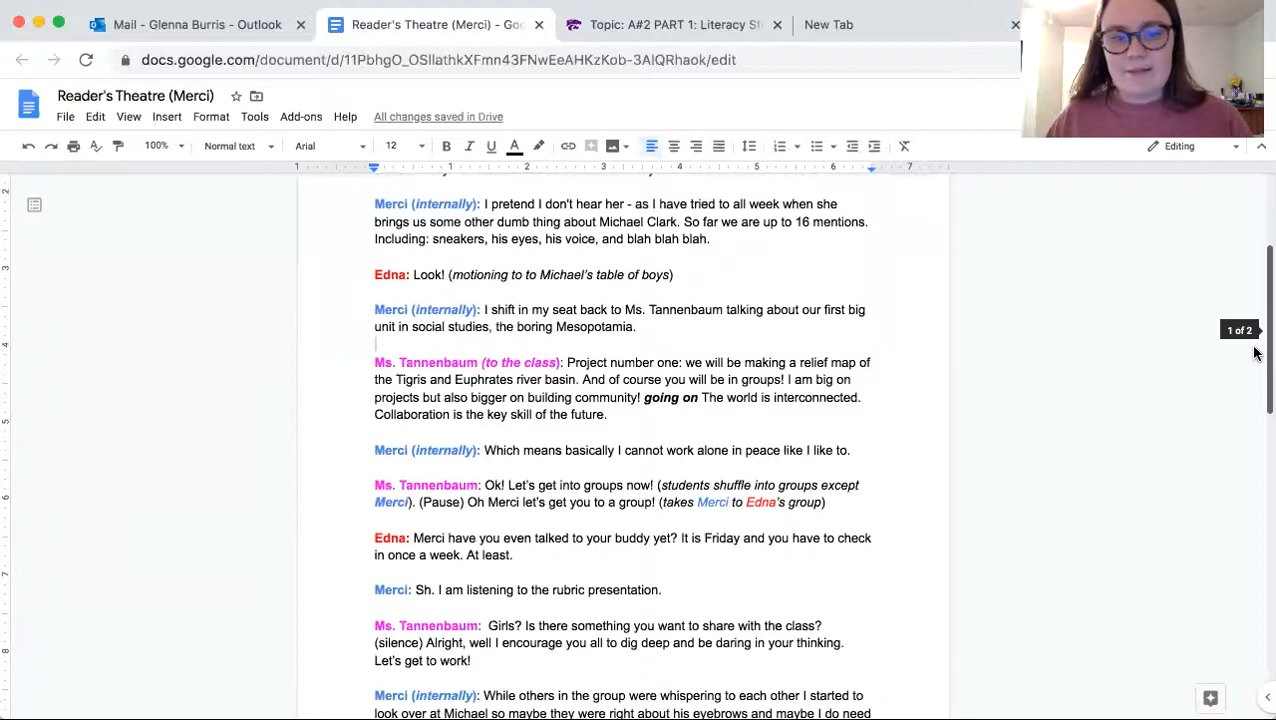 Mail - Glenna Burris - Outlook
Reader's Theatre (Merci) - Goo
Topic: A#2 PART 1: Literacy St
New Tab
docs.google.com/document/d/11PbhgO_OSIlathkXFmn43FNwEeAHKzKob-3AlQRhaok/edit
Reader's Theatre (Merci)
File Edit View Insert Format Tools Add-ons Help All changes saved in Drive
100% Normal text Arial 12 Editing
1 1 2 3 4 5 6 7
Merci (internally): I pretend I don't hear her - as I have tried to all week when she
brings us some other dumb thing about Michael Clark. So far we are up to 16 mentions.
Including: sneakers, his eyes, his voice, and blah blah blah.
Edna: Look! (motioning to to Michael's table of boys)
Merci (internally): I shift in my seat back to Ms. Tannenbaum talking about our first big
unit in social studies, the boring Mesopotamia.
1 of 2
Ms. Tannenbaum (to the class): Project number one: we will be making a relief map of
the Tigris and Euphrates river basin. And of course you will be in groups! I am big on
projects but also bigger on building community! going on The world is interconnected.
Collaboration is the key skill of the future.
Merci (internally): Which means basically I cannot work alone in peace like I like to.
Ms. Tannenbaum: Ok! Let's get into groups now! (students shuffle into groups except
Merci). (Pause) Oh Merci let's get you to a group! (takes Merci to Edna's group)
Edna: Merci have you even talked to your buddy yet? It is Friday and you have to check
in once a week. At least.
Merci: Sh. I am listening to the rubric presentation.
Ms. Tannenbaum: Girls? Is there something you want to share with the class?
(silence) Alright, well I encourage you all to dig deep and be daring in your thinking.
Let's get to work!
Merci (internally): While others in the group were whispering to each other I started to
look over at Michael so maybe they were right about his eyebrows and maybe I do need